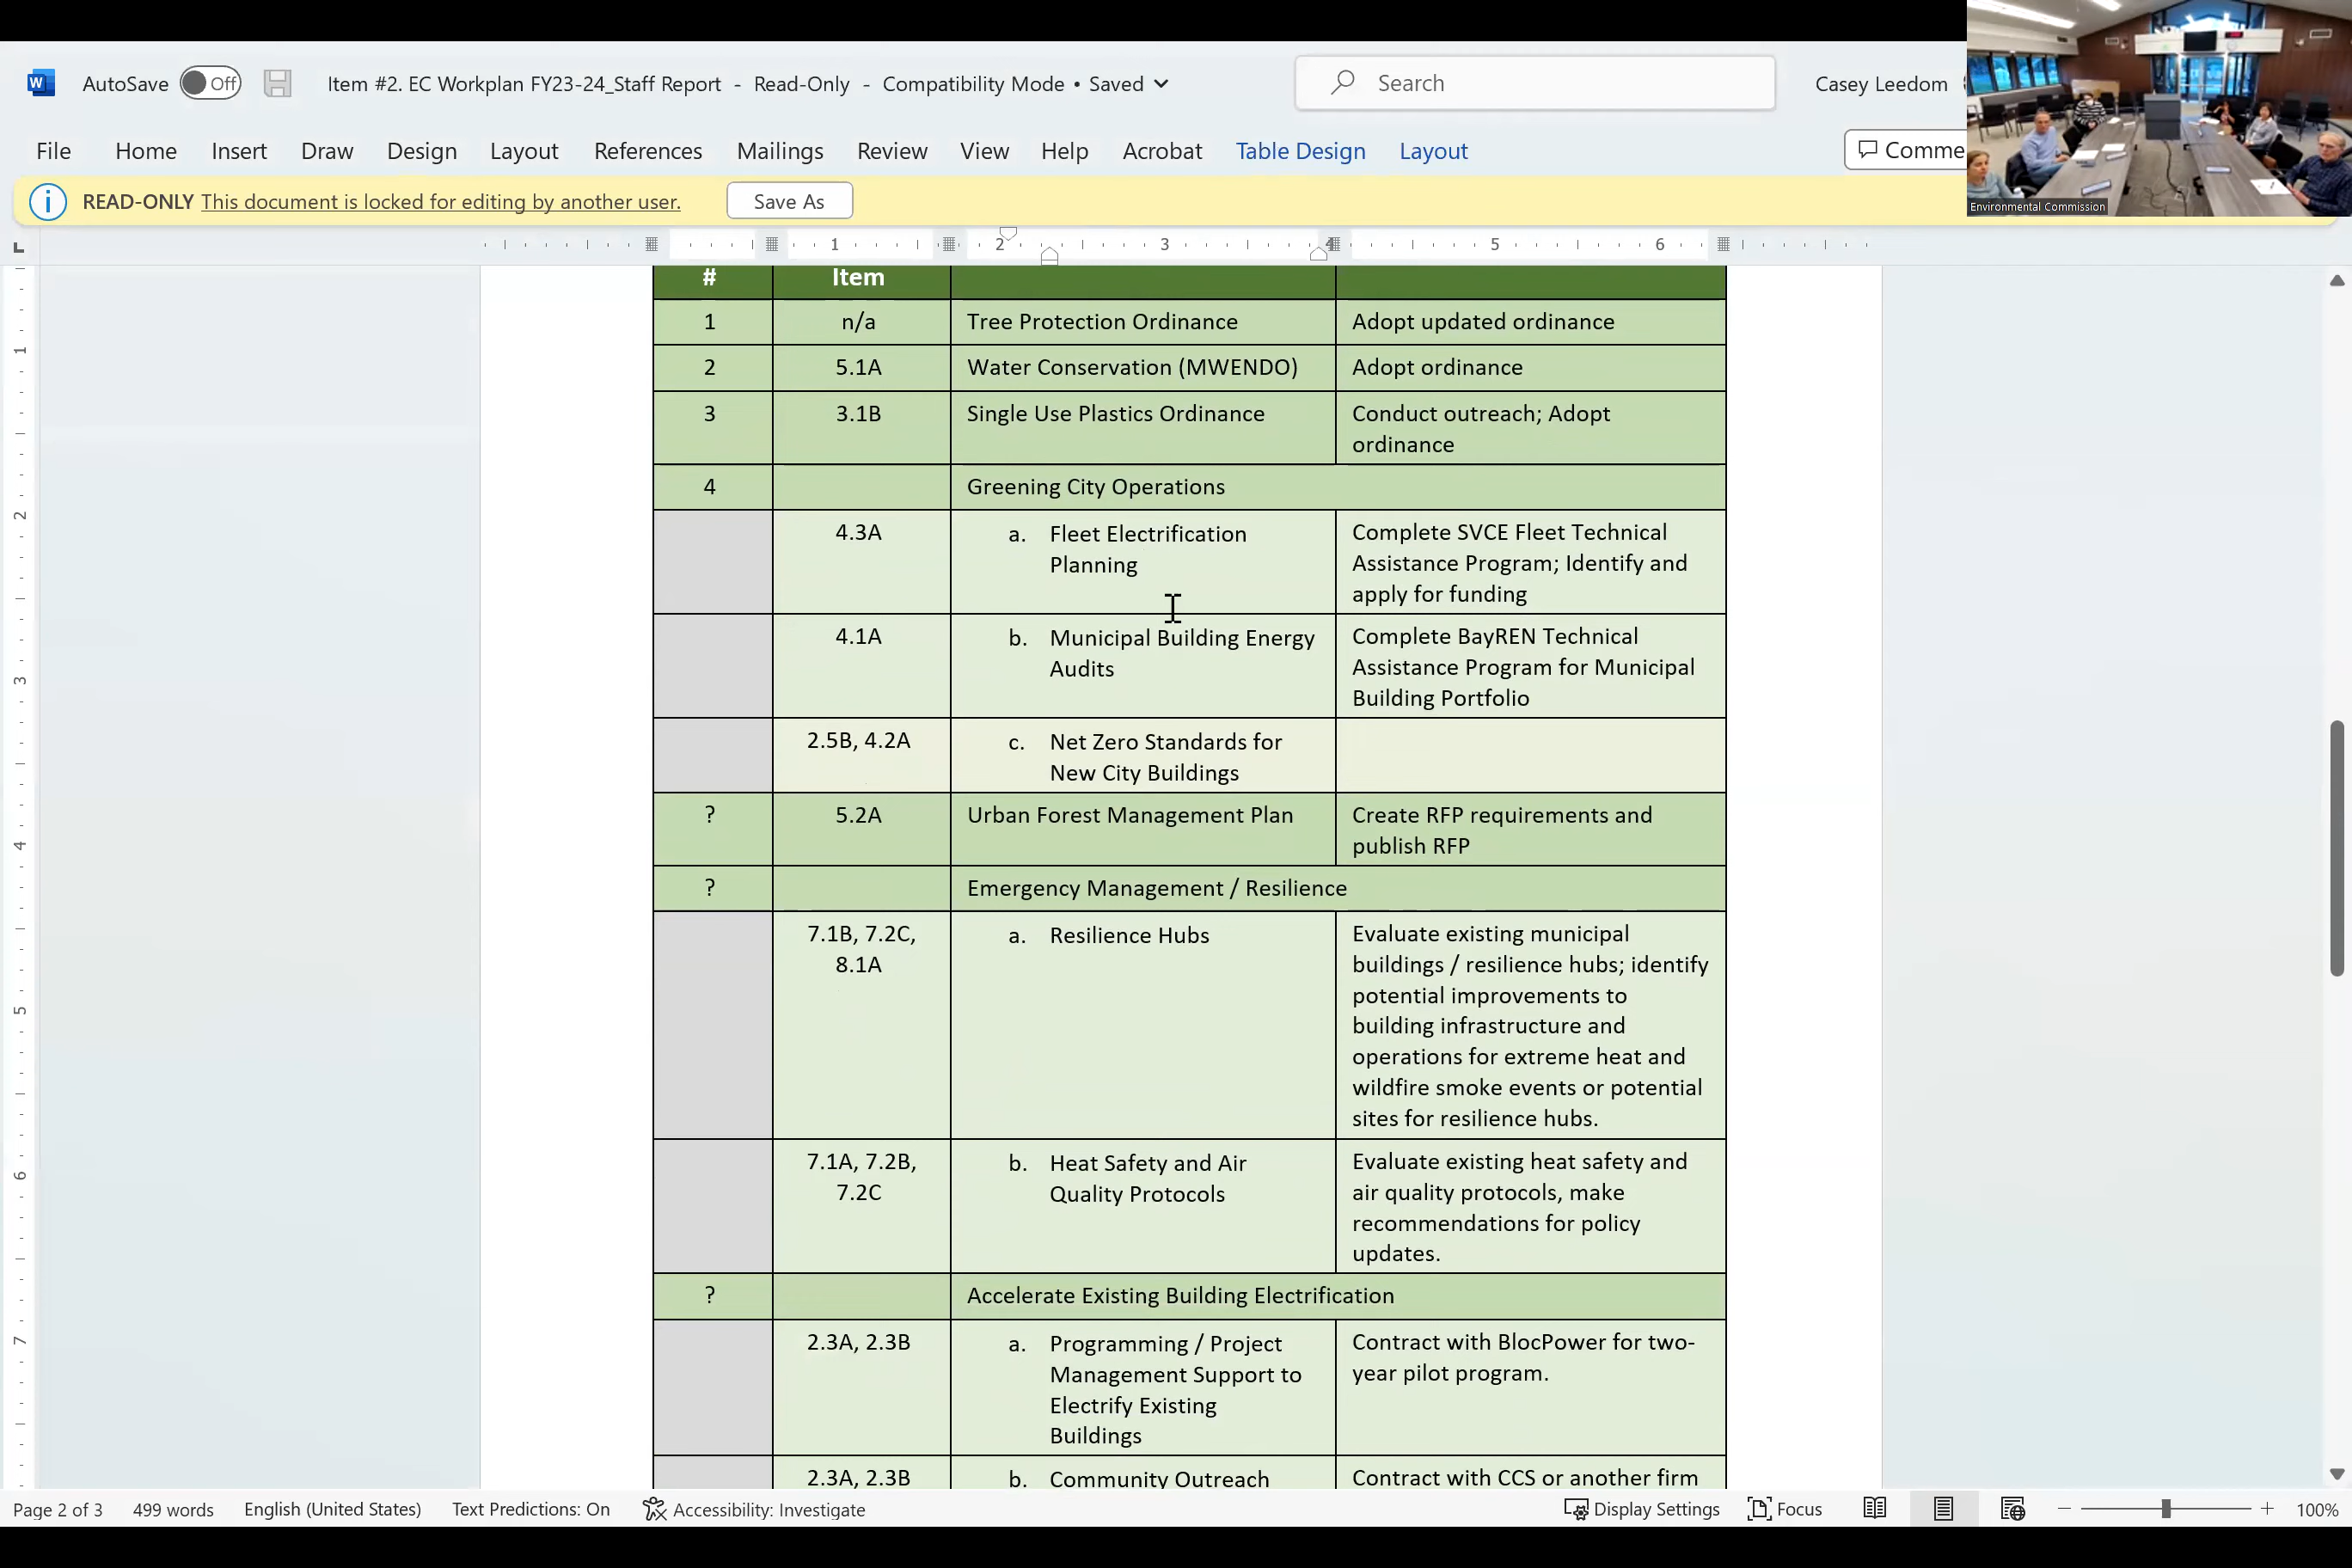 AutoSave Off Item #2. EC Workplan FY23-24_Staff Report - Read-Only - Compatibility Mode • Saved Search Casey Leedom
File Home Insert Draw Design Layout References Mailings Review View Help Acrobat Table Design Layout Comme
Environmental Commission
READ-ONLY This document is locked for editing by another user. Save As
1 2 3 4 5 6
# Item
1 n/a Tree Protection Ordinance Adopt updated ordinance
2 5.1A Water Conservation (MWENDO) Adopt ordinance
3 3.1B Single Use Plastics Ordinance Conduct outreach; Adopt
ordinance
4 Greening City Operations
4.3A a. Fleet Electrification Complete SVCE Fleet Technical
Planning Assistance Program; Identify and
apply for funding
4.1A b. Municipal Building Energy Complete BayREN Technical
Audits Assistance Program for Municipal
Building Portfolio
2.5B, 4.2A c. Net Zero Standards for
New City Buildings
? 5.2A Urban Forest Management Plan Create RFP requirements and
publish RFP
? Emergency Management / Resilience
7.1B, 7.2C, a. Resilience Hubs Evaluate existing municipal
8.1A buildings / resilience hubs; identify
potential improvements to
building infrastructure and
operations for extreme heat and
wildfire smoke events or potential
sites for resilience hubs.
7.1A, 7.2B, b. Heat Safety and Air Evaluate existing heat safety and
7.2C Quality Protocols air quality protocols, make
recommendations for policy
updates.
? Accelerate Existing Building Electrification
2.3A, 2.3B a. Programming / Project Contract with BlocPower for two-
Management Support to year pilot program.
Electrify Existing
Buildings
2.3A, 2.3B b. Community Outreach Contract with CCS or another firm
1
2
3
4
5
6
7
Page 2 of 3 499 words English (United States) Text Predictions: On Accessibility: Investigate Display Settings Focus 100%